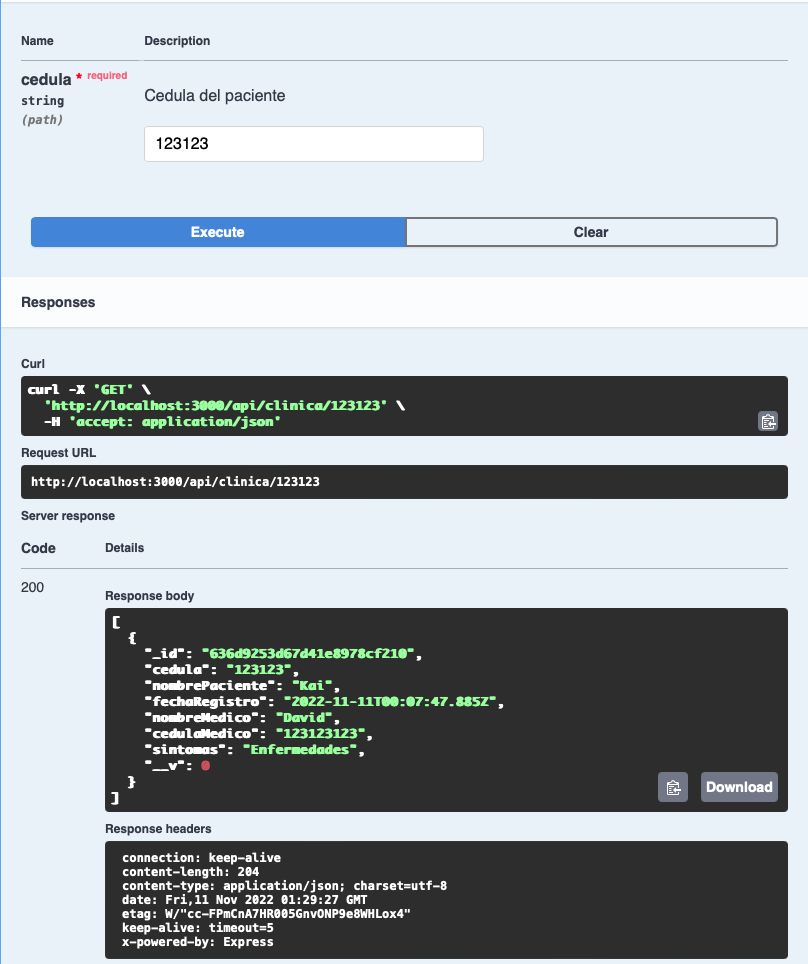 Name Description
cedula * required
string
(path)
Cedula del paciente
123123
Execute Clear
Responses
Curl
curl -X 'GET' \
  'http://localhost:3000/api/clinica/123123' \
  -H 'accept: application/json'
Request URL
http://localhost:3000/api/clinica/123123
Server response
Code Details
200
Response body
[
  {
    "_id": "636d9253d67d41e8978cf210",
    "cedula": "123123",
    "nombrePaciente": "Kai",
    "fechaRegistro": "2022-11-11T00:07:47.885Z",
    "nombreMedico": "David",
    "cedulaMedico": "123123123",
    "sintomas": "Enfermedades",
    "__v": 0
  }
]
Download
Response headers
connection: keep-alive
content-length: 204
content-type: application/json; charset=utf-8
date: Fri,11 Nov 2022 01:29:27 GMT
etag: W/"cc-FPmCnA7HR005GnvONP9e8WHLox4"
keep-alive: timeout=5
x-powered-by: Express